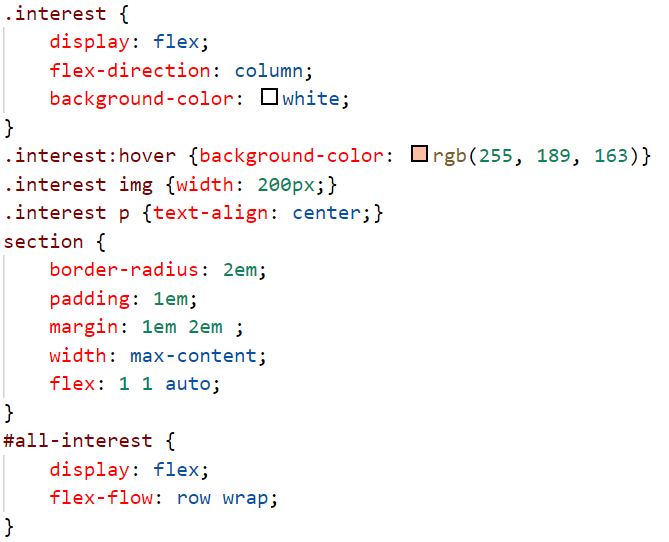 .interest {
    display: flex;
    flex-direction: column;
    background-color: white;
}
.interest:hover {background-color: rgb(255, 189, 163)}
.interest img {width: 200px;}
.interest p {text-align: center;}
section {
    border-radius: 2em;
    padding: 1em;
    margin: 1em 2em ;
    width: max-content;
    flex: 1 1 auto;
}
#all-interest {
    display: flex;
    flex-flow: row wrap;
}